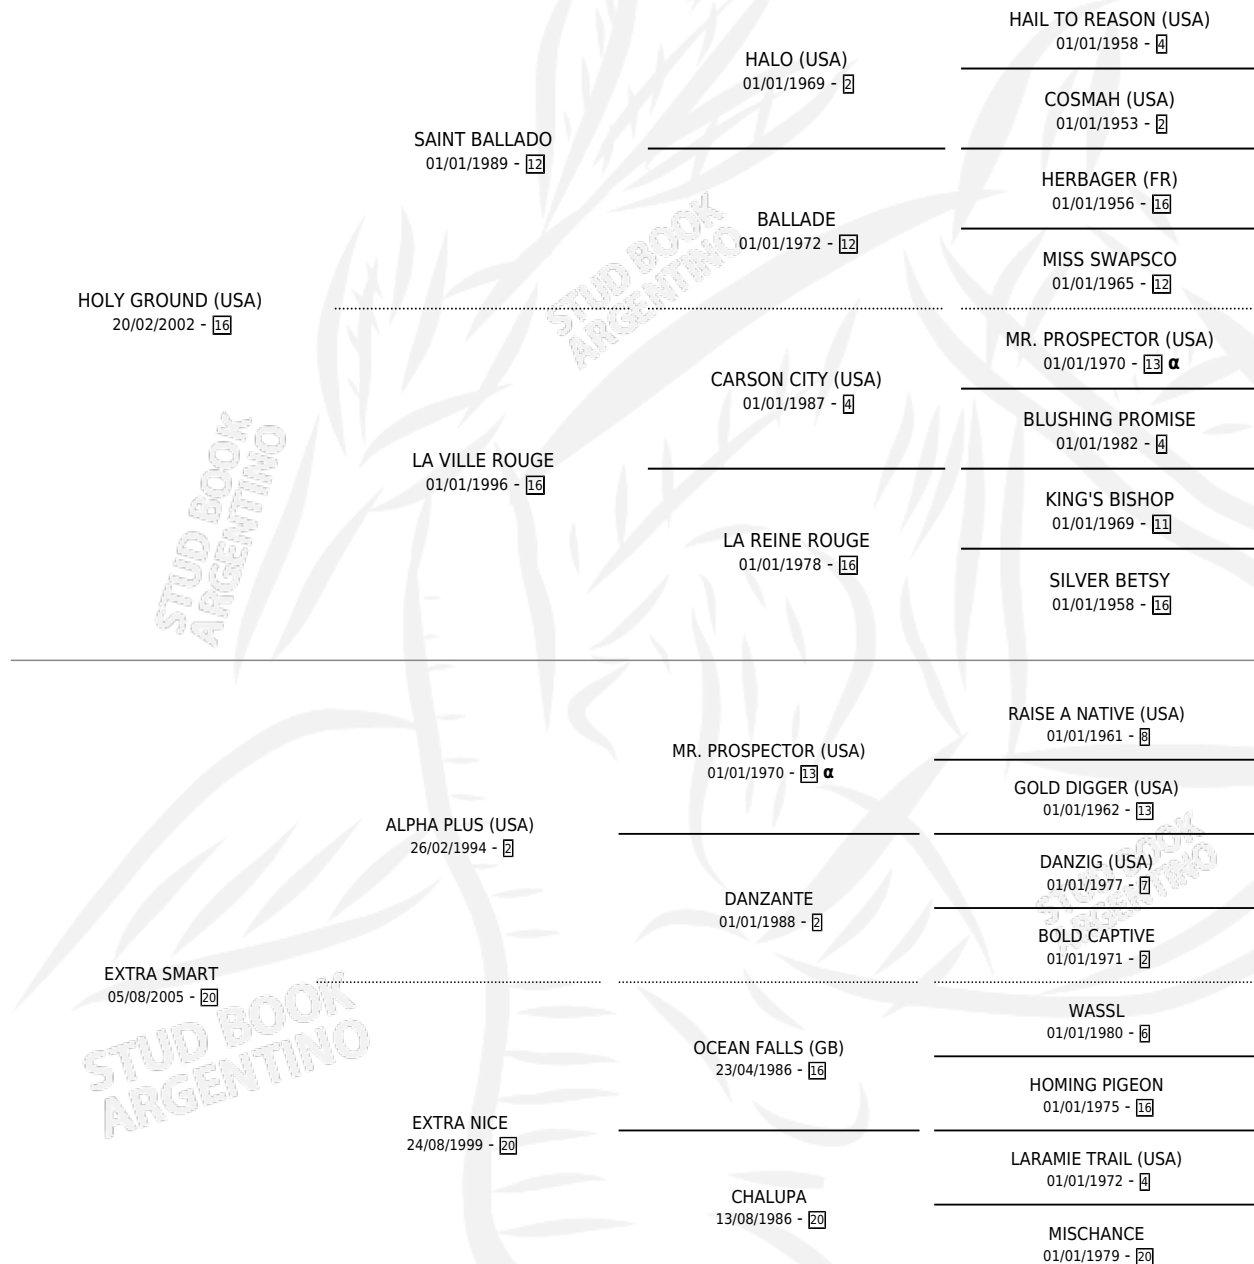 HAIL TO REASON (USA)
01/01/1958 - 4
HALO (USA)
01/01/1969 - 2
COSMAH (USA)
01/01/1953 - 2
SAINT BALLADO
01/01/1989 - 12
HERBAGER (FR)
01/01/1956 - 16
BALLADE
01/01/1972 - 12
MISS SWAPSCO
01/01/1965 - 12
HOLY GROUND (USA)
20/02/2002 - 16
MR. PROSPECTOR (USA)
01/01/1970 - 13 α
CARSON CITY (USA)
01/01/1987 - 4
BLUSHING PROMISE
01/01/1982 - 4
LA VILLE ROUGE
01/01/1996 - 16
KING'S BISHOP
01/01/1969 - 11
LA REINE ROUGE
01/01/1978 - 16
SILVER BETSY
01/01/1958 - 16
RAISE A NATIVE (USA)
01/01/1961 - 8
MR. PROSPECTOR (USA)
01/01/1970 - 13 α
GOLD DIGGER (USA)
01/01/1962 - 13
ALPHA PLUS (USA)
26/02/1994 - 2
DANZIG (USA)
01/01/1977 - 7
DANZANTE
01/01/1988 - 2
BOLD CAPTIVE
01/01/1971 - 2
EXTRA SMART
05/08/2005 - 20
WASSL
01/01/1980 - 6
OCEAN FALLS (GB)
23/04/1986 - 16
HOMING PIGEON
01/01/1975 - 16
EXTRA NICE
24/08/1999 - 20
LARAMIE TRAIL (USA)
01/01/1972 - 4
CHALUPA
13/08/1986 - 20
MISCHANCE
01/01/1979 - 20
STUD BOOK
ARGENTINO
STUD BOOK
ARGENTINO
STUD BOOK
ARGENTINO
STUD BOOK
ARGENTINO